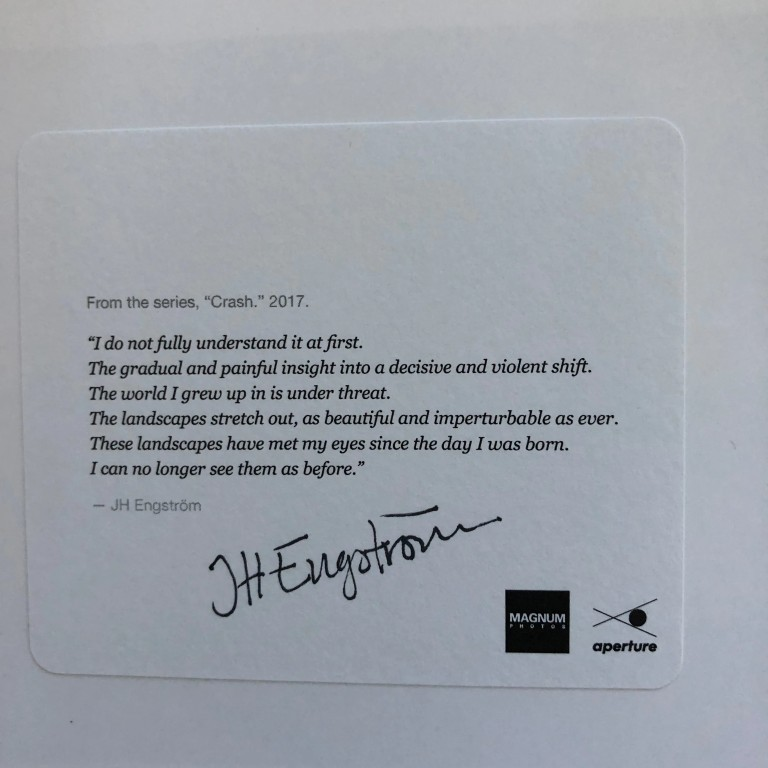 From the series, “Crash.” 2017.
“I do not fully understand it at first.
The gradual and painful insight into a decisive and violent shift.
The world I grew up in is under threat.
The landscapes stretch out, as beautiful and imperturbable as ever.
These landscapes have met my eyes since the day I was born.
I can no longer see them as before.”
— JH Engström
JH Engström
MAGNUM
PHOTOS
aperture